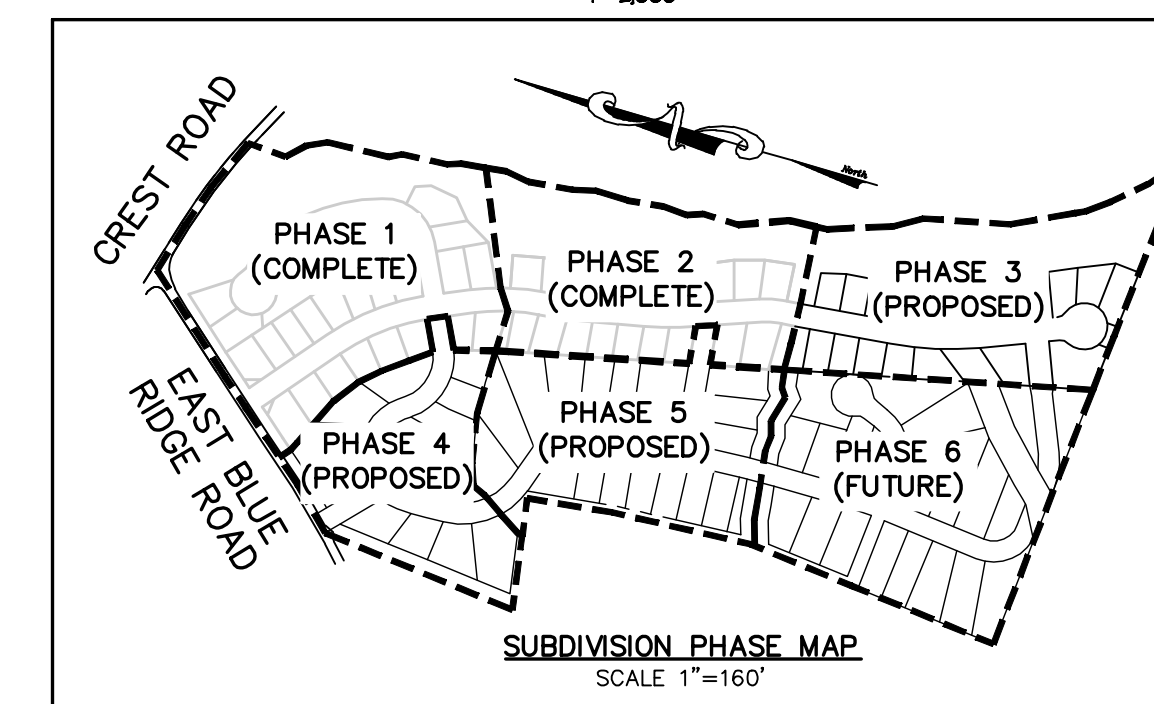 CREST ROAD
North
PHASE 1
(COMPLETE)
PHASE 2
(COMPLETE)
PHASE 3
(PROPOSED)
EAST BLUE
RIDGE ROAD
PHASE 4
(PROPOSED)
PHASE 5
(PROPOSED)
PHASE 6
(FUTURE)
SUBDIVISION PHASE MAP
SCALE 1"=160'